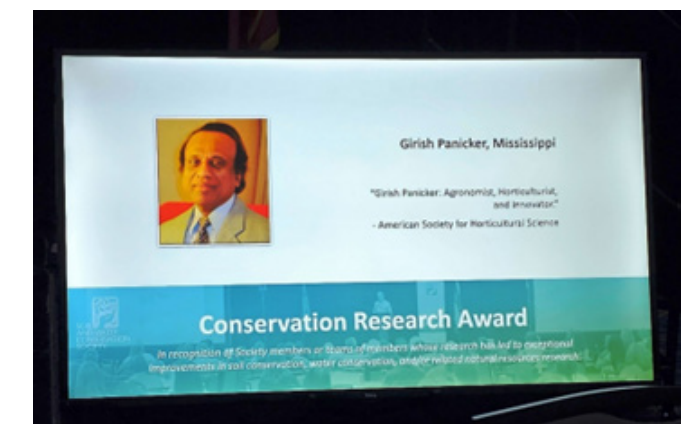 Girish Panicker, Mississippi
"Girish Panicker: Agronomist, Horticulturist,
and Innovator."
- American Society for Horticultural Science
Conservation Research Award
In recognition of Society members or teams of members whose research has led to exceptional
improvements in soil conservation, water conservation, and/or related natural resources research.